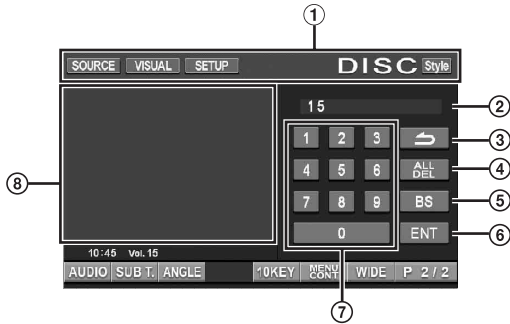 1
SOURCE VISUAL SETUP DISC Style
15 2
1 2 3 3
4 5 6 ALL DEL 4
8
7 8 9 BS 5
0 ENT 6
10:45 Vol. 15
AUDIO SUB T. ANGLE 10KEY MENU CONT WIDE P 2/2
7